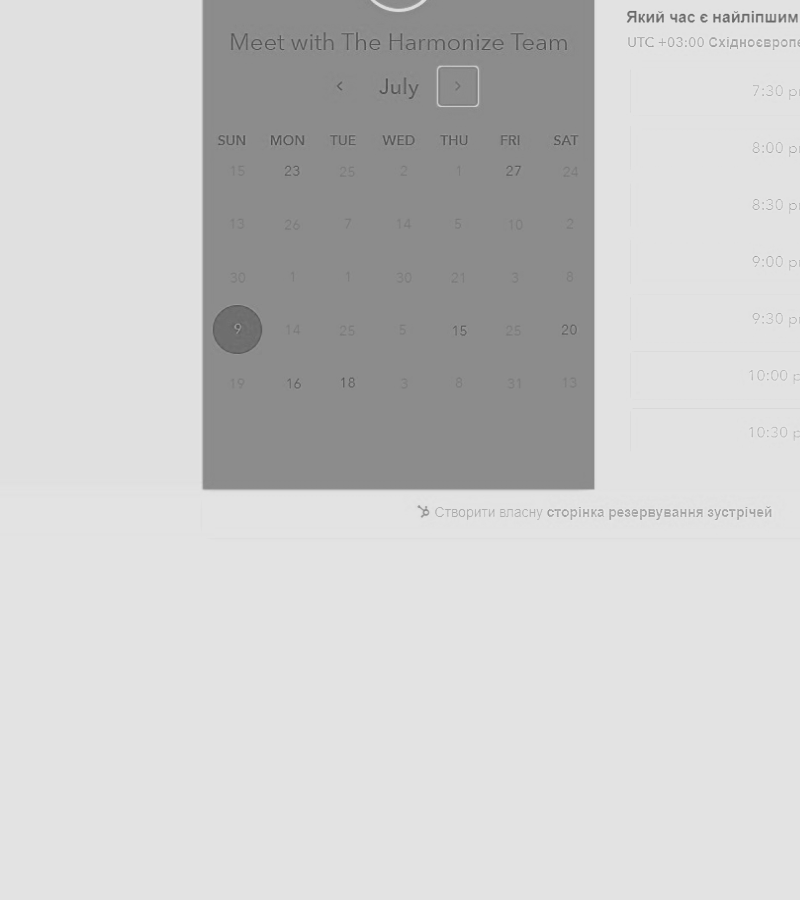 Meet with The Harmonize Team
July
SUN MON TUE WED THU FRI SAT
15 23 25 2 1 27 24
13 26 7 14 5 10 2
30 1 1 30 21 3 8
9 14 25 5 15 25 20
19 16 18 3 8 31 13
Який час є найліпшим
UTC +03:00
7:30
8:00
8:30
9:00
9:30
10:00
10:30
Створити власну сторінка резервування зустрічей